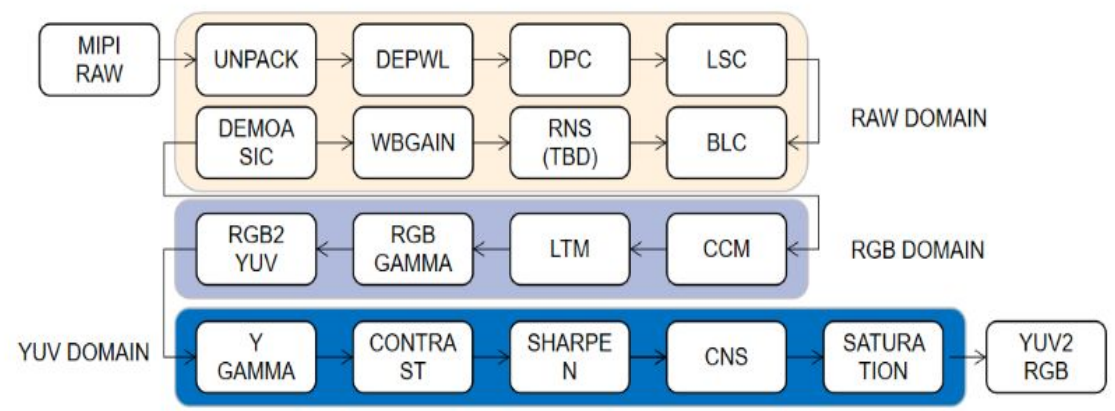 MIPI
RAW
UNPACK
DEPWL
DPC
LSC
DEMOA
SIC
WBGAIN
RNS
(TBD)
BLC
RAW DOMAIN
RGB2
YUV
RGB
GAMMA
LTM
CCM
RGB DOMAIN
YUV DOMAIN
Y
GAMMA
CONTRA
ST
SHARPE
N
CNS
SATURA
TION
YUV2
RGB